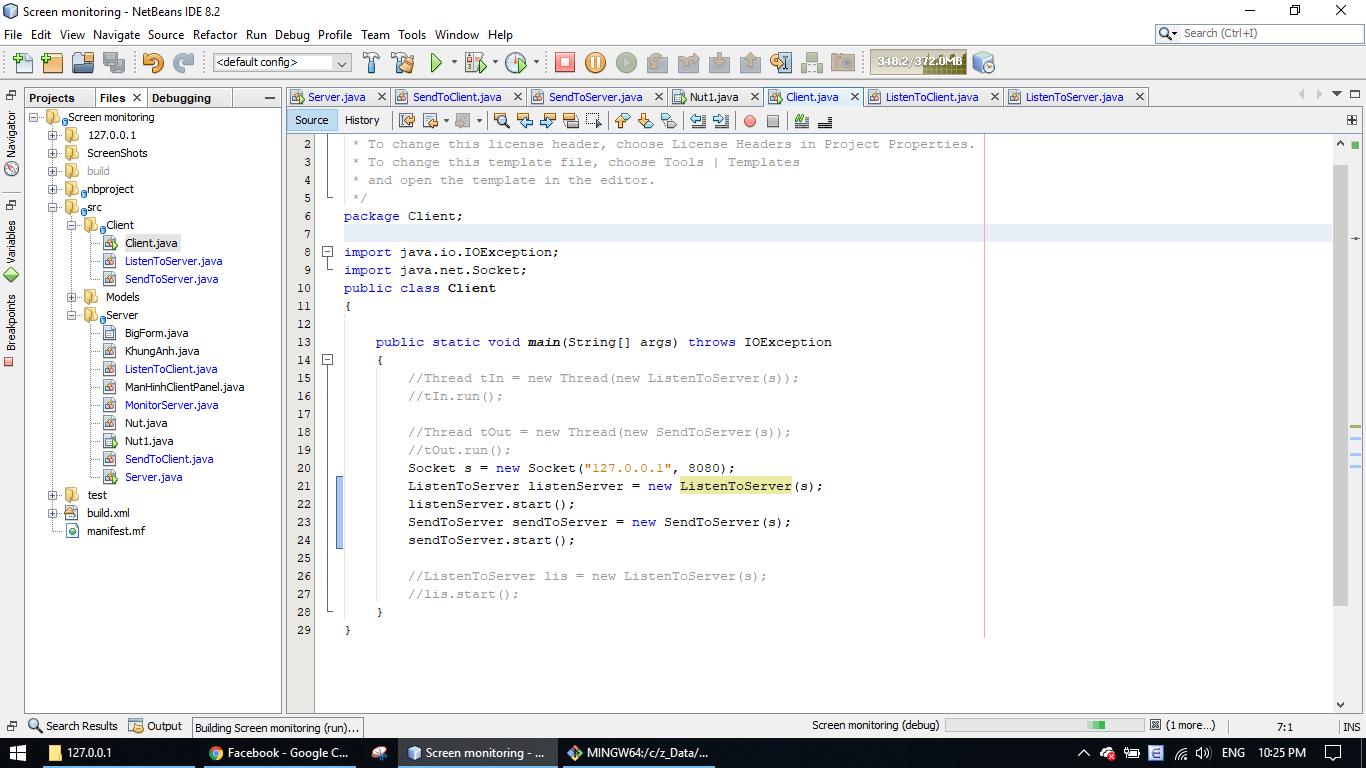 Screen monitoring - NetBeans IDE 8.2
File Edit View Navigate Source Refactor Run Debug Profile Team Tools Window Help
Search (Ctrl+I)
<default config>
348.2/372.0MB
Projects Files Debugging
Server.java SendToClient.java SendToServer.java Nut1.java Client.java ListenToClient.java ListenToServer.java
Source History
Navigator
Variables
Breakpoints
Screen monitoring
127.0.0.1
ScreenShots
build
nbproject
src
Client
Client.java
ListenToServer.java
SendToServer.java
Models
Server
BigForm.java
KhungAnh.java
ListenToClient.java
ManHinhClientPanel.java
MonitorServer.java
Nut.java
Nut1.java
SendToClient.java
Server.java
test
build.xml
manifest.mf
2 * To change this license header, choose License Headers in Project Properties.
3 * To change this template file, choose Tools | Templates
4 * and open the template in the editor.
5 */
6 package Client;
7
8 import java.io.IOException;
9 import java.net.Socket;
10 public class Client
11 {
12
13 public static void main(String[] args) throws IOException
14 {
15 //Thread tIn = new Thread(new ListenToServer(s));
16 //tIn.run();
17
18 //Thread tOut = new Thread(new SendToServer(s));
19 //tOut.run();
20 Socket s = new Socket("127.0.0.1", 8080);
21 ListenToServer listenServer = new ListenToServer(s);
22 listenServer.start();
23 SendToServer sendToServer = new SendToServer(s);
24 sendToServer.start();
25
26 //ListenToServer lis = new ListenToServer(s);
27 //lis.start();
28 }
29 }
Search Results Output Building Screen monitoring (run)... Screen monitoring (debug) (1 more...) 7:1 INS
127.0.0.1 Facebook - Google C... Screen monitoring - ... MINGW64:/c/z_Data/... ENG 10:25 PM